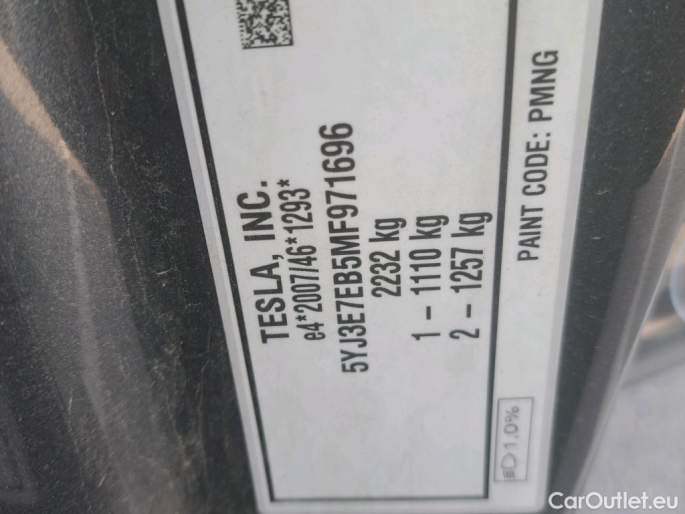 TESLA, INC.
e4*2007/46*1293*
5YJ3E7EB5MF971696
2232 kg
1 - 1110 kg
2 - 1257 kg
1.0%
PAINT CODE: PMNG
CarOutlet.eu